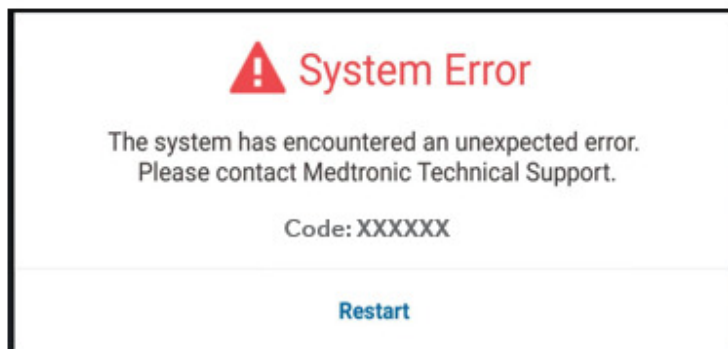 System Error
The system has encountered an unexpected error.
Please contact Medtronic Technical Support.
Code: XXXXXX
Restart